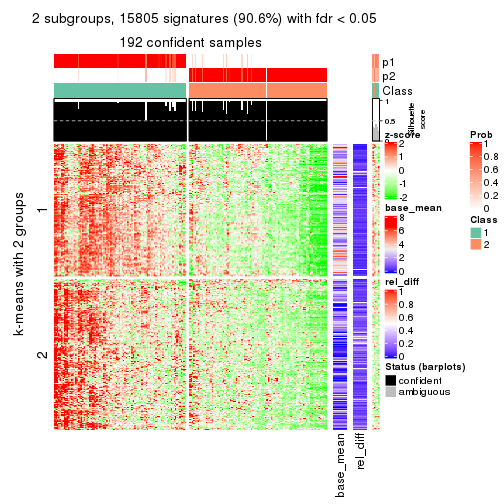 2 subgroups, 15805 signatures (90.6%) with fdr < 0.05
192 confident samples
p1
p2
Class
1
0.5
0
Silhouette
score
k-means with 2 groups
1
2
base_mean
rel_diff
z-score
2
1
0
-1
-2
base_mean
8
6
4
2
0
rel_diff
1
0.8
0.6
0.4
0.2
0
Status (barplots)
confident
ambiguous
Prob
1
0.8
0.6
0.4
0.2
0
Class
1
2